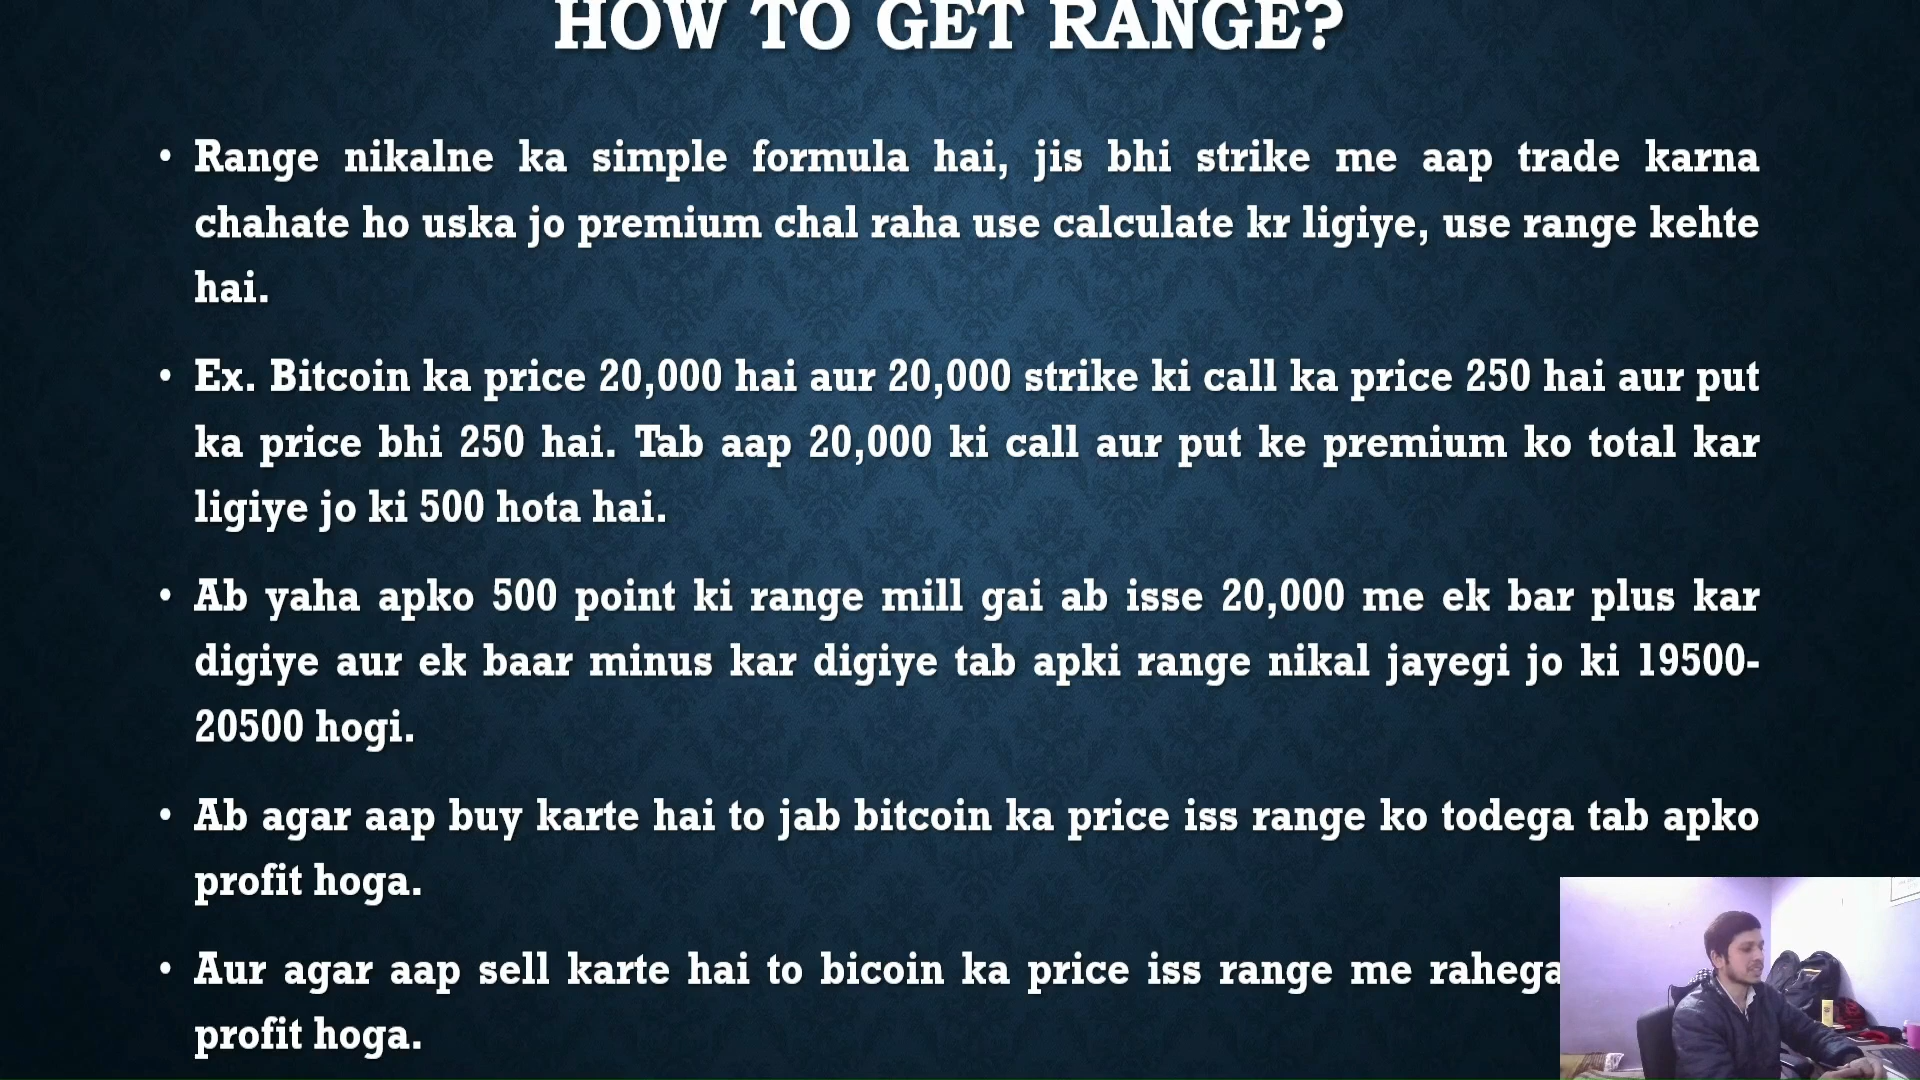 HOW TO GET RANGE?
• Range nikalne ka simple formula hai, jis bhi strike me aap trade karna
chahate ho uska jo premium chal raha use calculate kr ligiye, use range kehte
hai.
• Ex. Bitcoin ka price 20,000 hai aur 20,000 strike ki call ka price 250 hai aur put
ka price bhi 250 hai. Tab aap 20,000 ki call aur put ke premium ko total kar
ligiye jo ki 500 hota hai.
• Ab yaha apko 500 point ki range mill gai ab isse 20,000 me ek bar plus kar
digiye aur ek baar minus kar digiye tab apki range nikal jayegi jo ki 19500-
20500 hogi.
• Ab agar aap buy karte hai to jab bitcoin ka price iss range ko todega tab apko
profit hoga.
• Aur agar aap sell karte hai to bicoin ka price iss range me rahega
profit hoga.